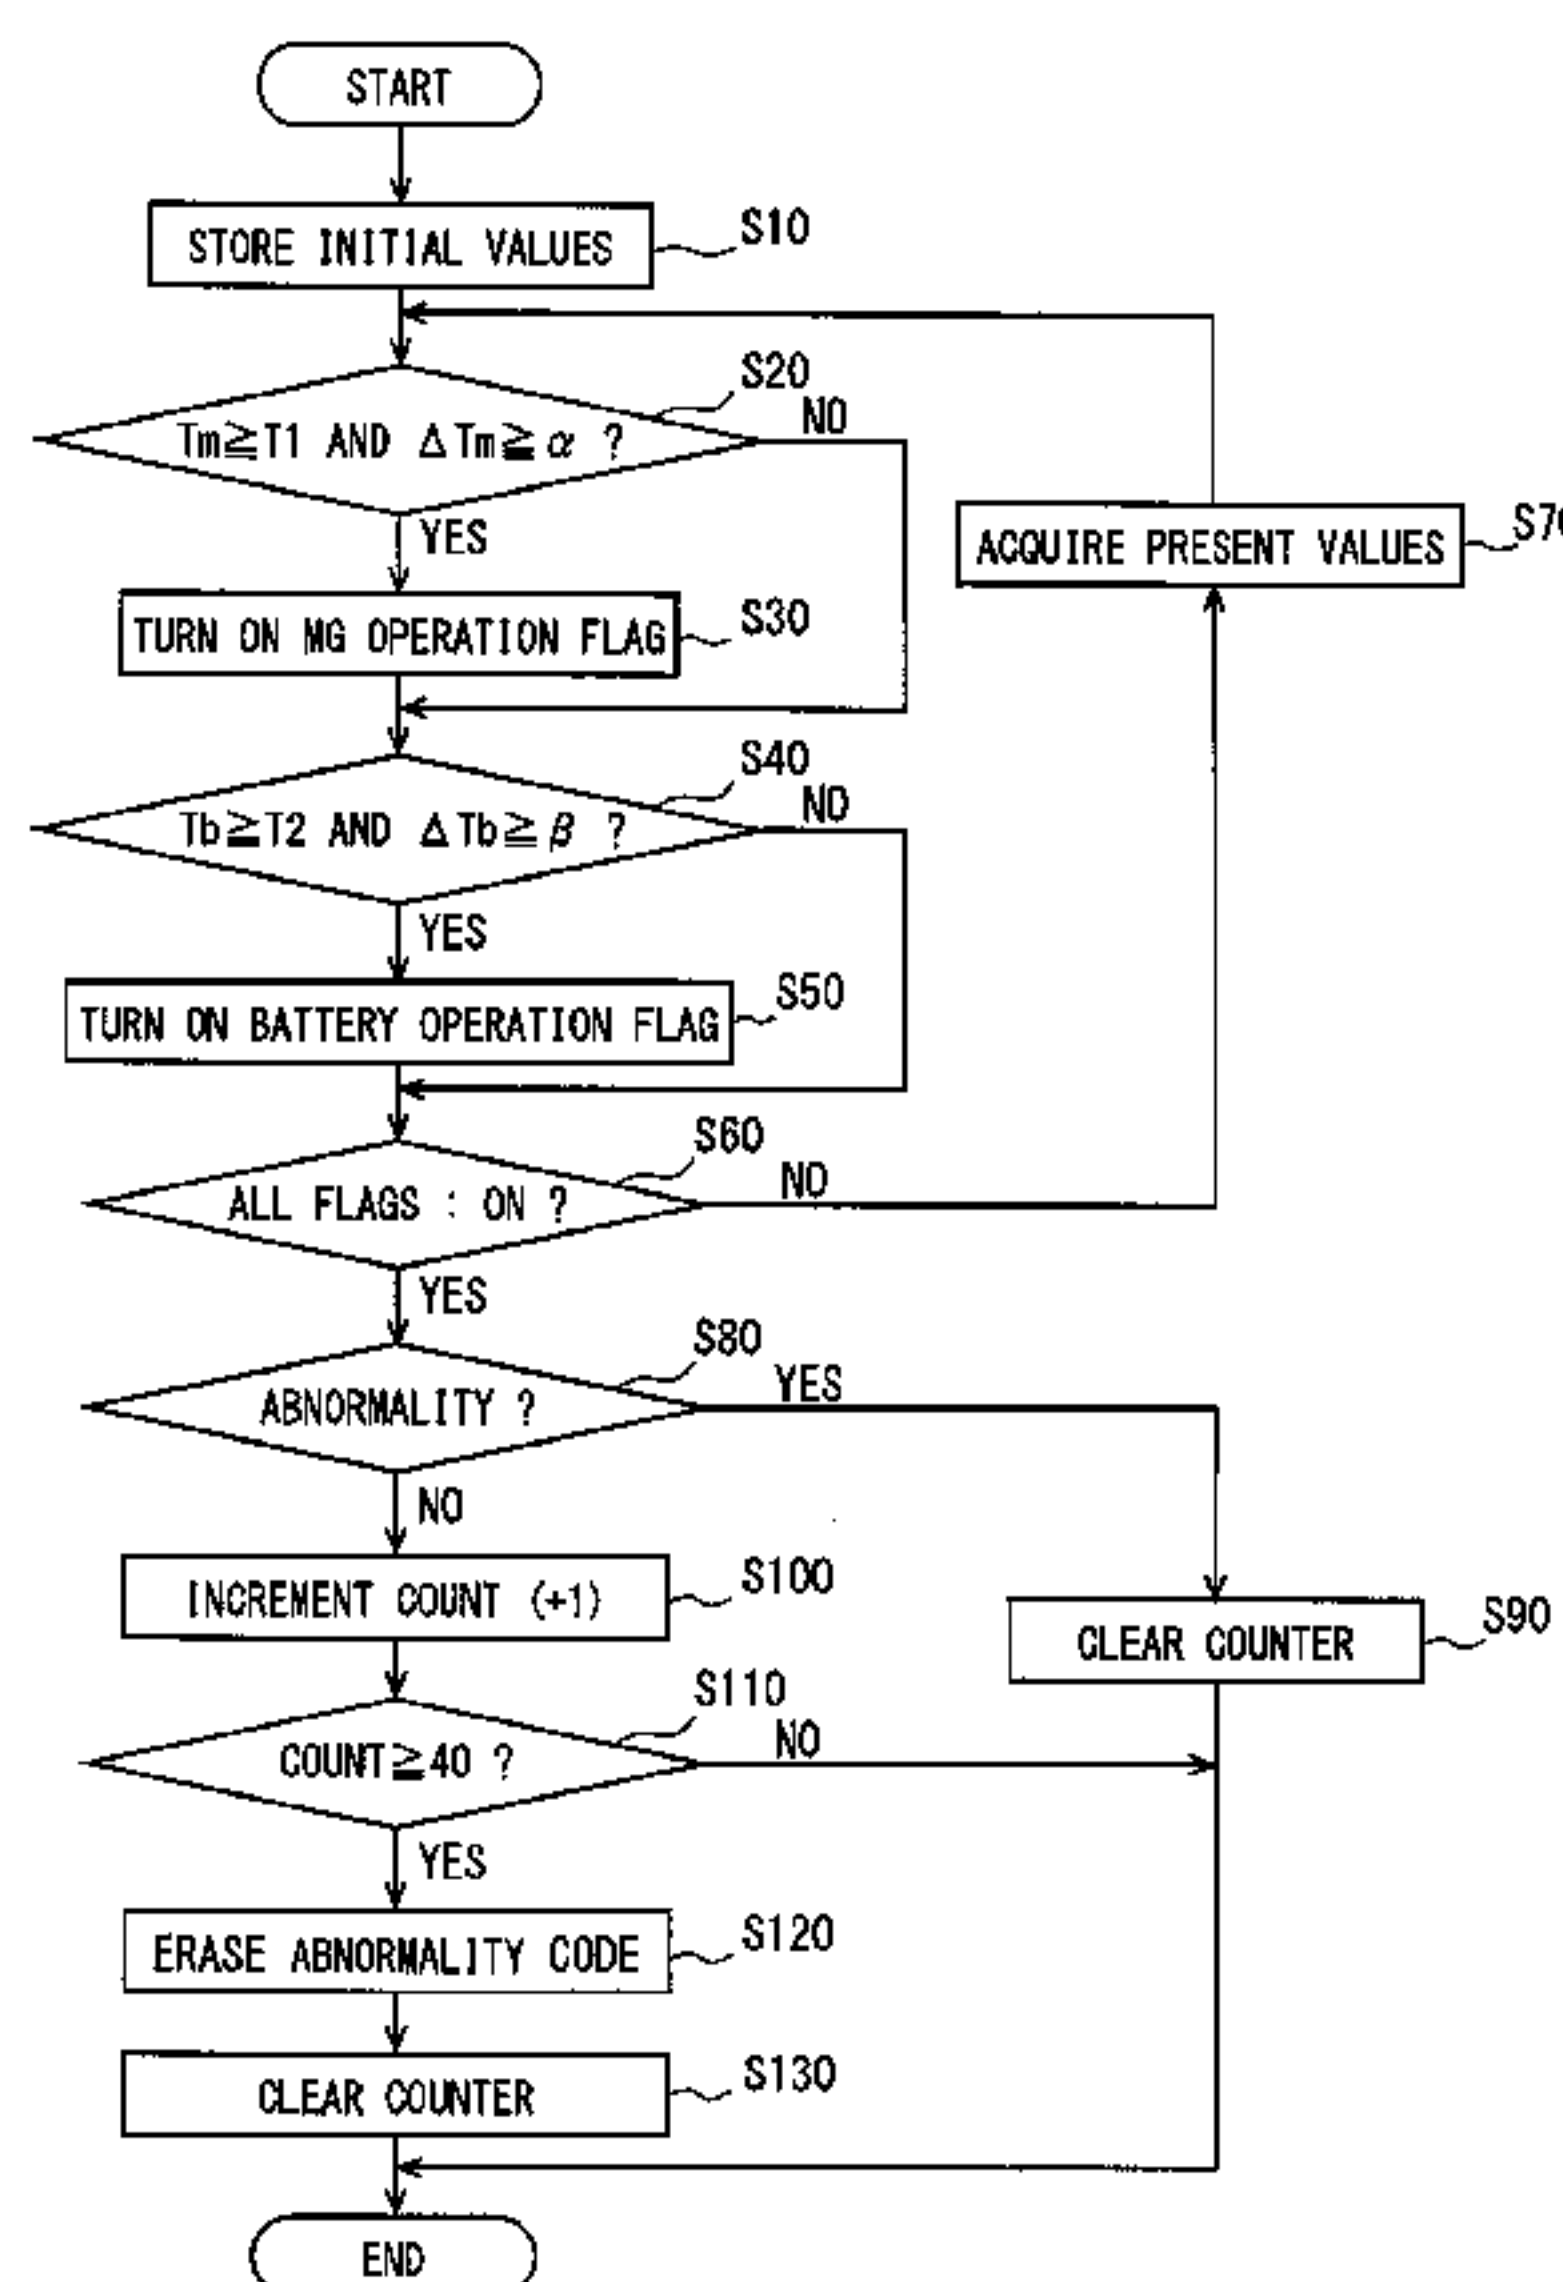 START
STORE INITIAL VALUES
S10
S20
Tm≧T1 AND ΔTm≧α ?
NO
YES
TURN ON MG OPERATION FLAG
S30
ACQUIRE PRESENT VALUES
S40
Tb≧T2 AND ΔTb≧β ?
NO
YES
TURN ON BATTERY OPERATION FLAG
S50
S60
ALL FLAGS : ON ?
NO
YES
S80
ABNORMALITY ?
YES
NO
INCREMENT COUNT (+1)
S100
CLEAR COUNTER
S90
S110
COUNT≧40 ?
NO
YES
ERASE ABNORMALITY CODE
S120
CLEAR COUNTER
S130
END